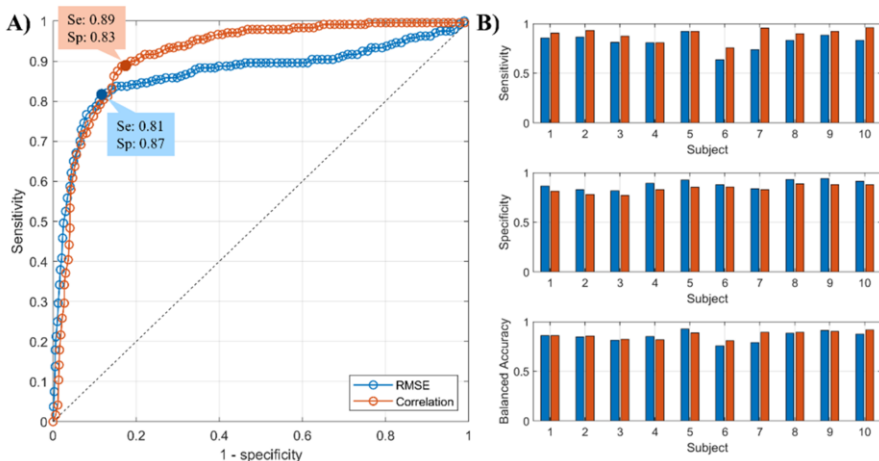 A)
Se: 0.89
Sp: 0.83
Se: 0.81
Sp: 0.87
1
0.9
0.8
0.7
0.6
0.5
0.4
0.3
0.2
0.1
0
Sensitivity
0 0.2 0.4 0.6 0.8 1
1 - specificity
RMSE
Correlation
B)
1
0.5
0
Sensitivity
1 2 3 4 5 6 7 8 9 10
Subject
1
0.5
0
Specificity
1 2 3 4 5 6 7 8 9 10
Subject
1
0.5
0
Balanced Accuracy
1 2 3 4 5 6 7 8 9 10
Subject